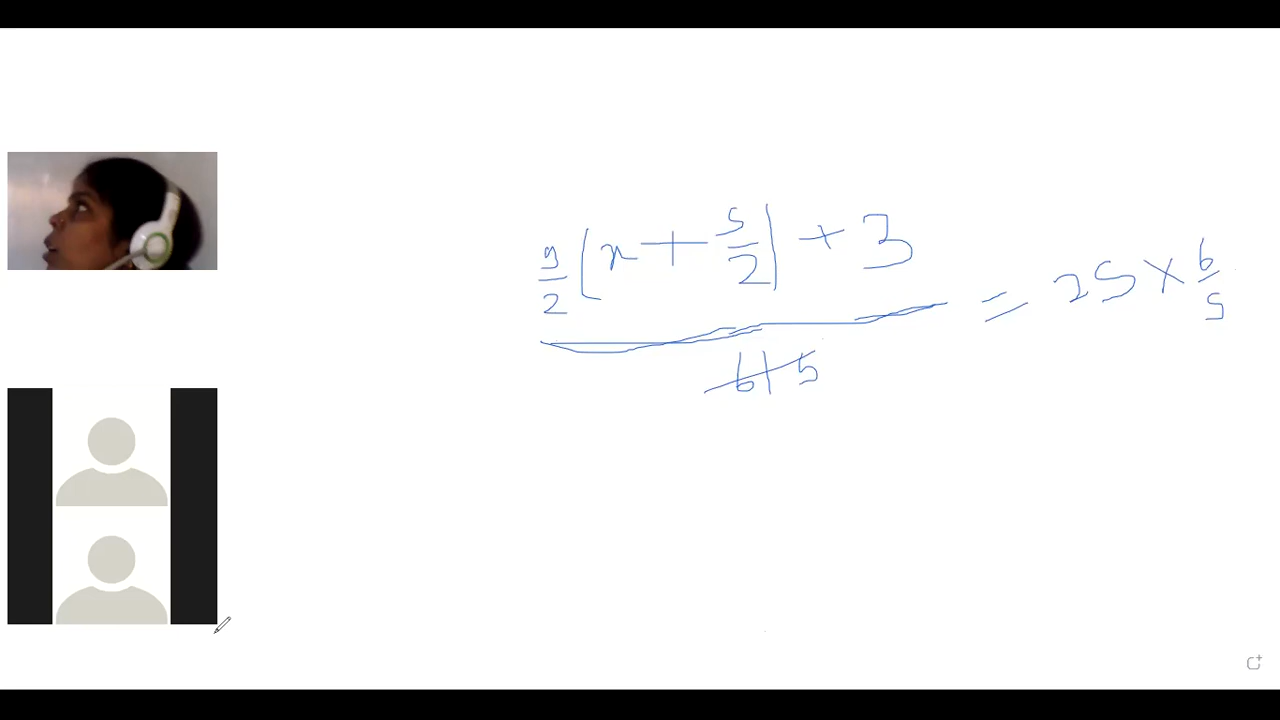 9/2 (x + 5/2) + 3 = 25 × 6/5
6/5